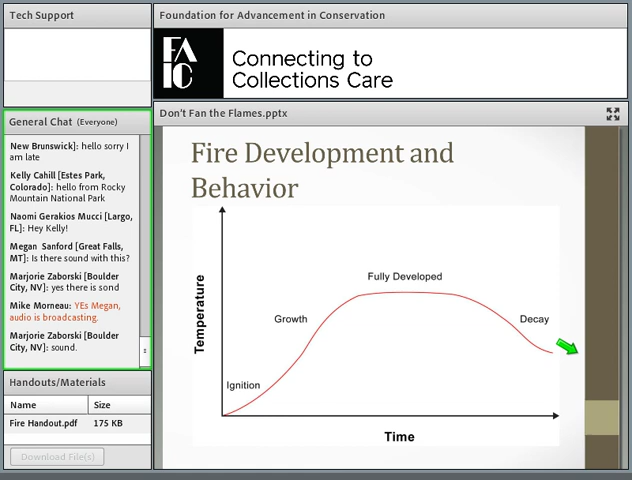 Tech Support
Foundation for Advancement in Conservation
FAIC
Connecting to
Collections Care
General Chat (Everyone)
New Brunswick]: hello sorry I
am late
Kelly Cahill [Estes Park,
Colorado]: hello from Rocky
Mountain National Park
Naomi Gerakios Mucci [Largo,
FL]: Hey Kelly!
Megan Sanford [Great Falls,
MT]: Is there sound with this?
Marjorie Zaborski [Boulder
City, NV]: yes there is sond
Mike Morneau: YEs Megan,
audio is broadcasting.
Marjorie Zaborski [Boulder
City, NV]: sound.
Handouts/Materials
Name Size
Fire Handout.pdf 175 KB
Download File(s)
Don't Fan the Flames.pptx
Fire Development and
Behavior
Temperature
Fully Developed
Growth
Decay
Ignition
Time